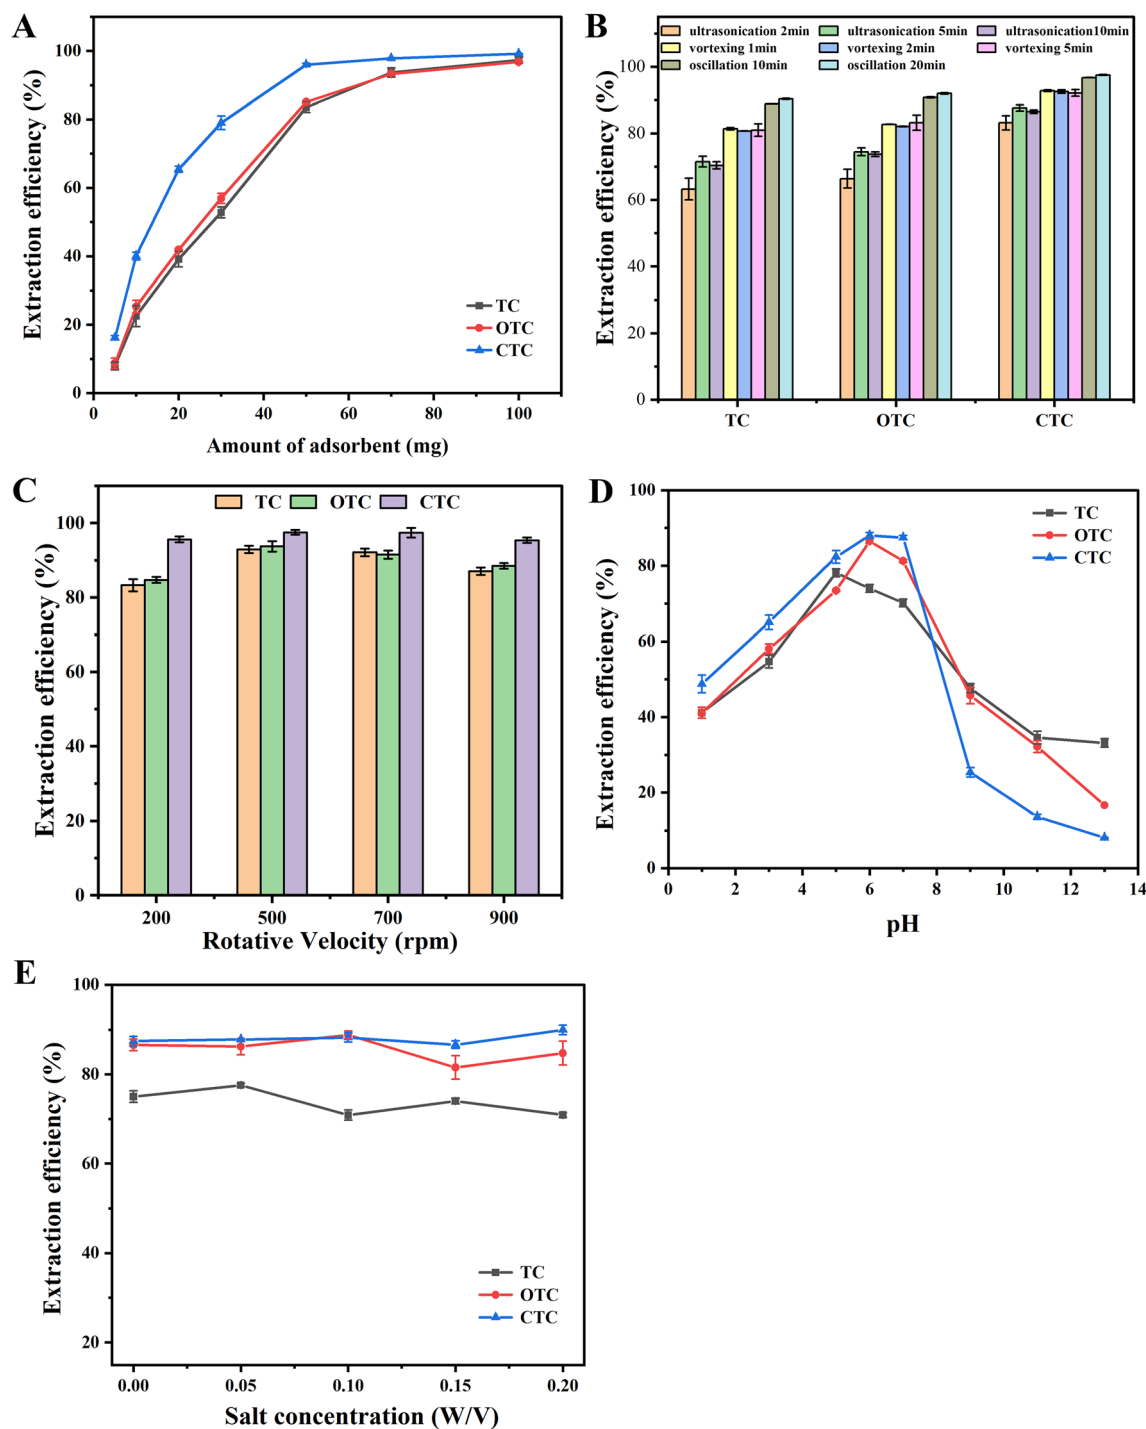 A
Extraction efficiency (%)
100
80
60
40
20
0
0 20 40 60 80 100
Amount of adsorbent (mg)
TC
OTC
CTC
B
ultrasonication 2min ultrasonication 5min ultrasonication10min
vortexing 1min vortexing 2min vortexing 5min
oscillation 10min oscillation 20min
Extraction efficiency (%)
100
80
60
40
20
0
TC OTC CTC
C
TC OTC CTC
Extraction efficiency (%)
100
80
60
40
20
0
200 500 700 900
Rotative Velocity (rpm)
D
TC
OTC
CTC
Extraction efficiency (%)
100
80
60
40
20
0
0 2 4 6 8 10 12 14
pH
E
Extraction efficiency (%)
100
80
60
40
20
TC
OTC
CTC
0.00 0.05 0.10 0.15 0.20
Salt concentration (W/V)